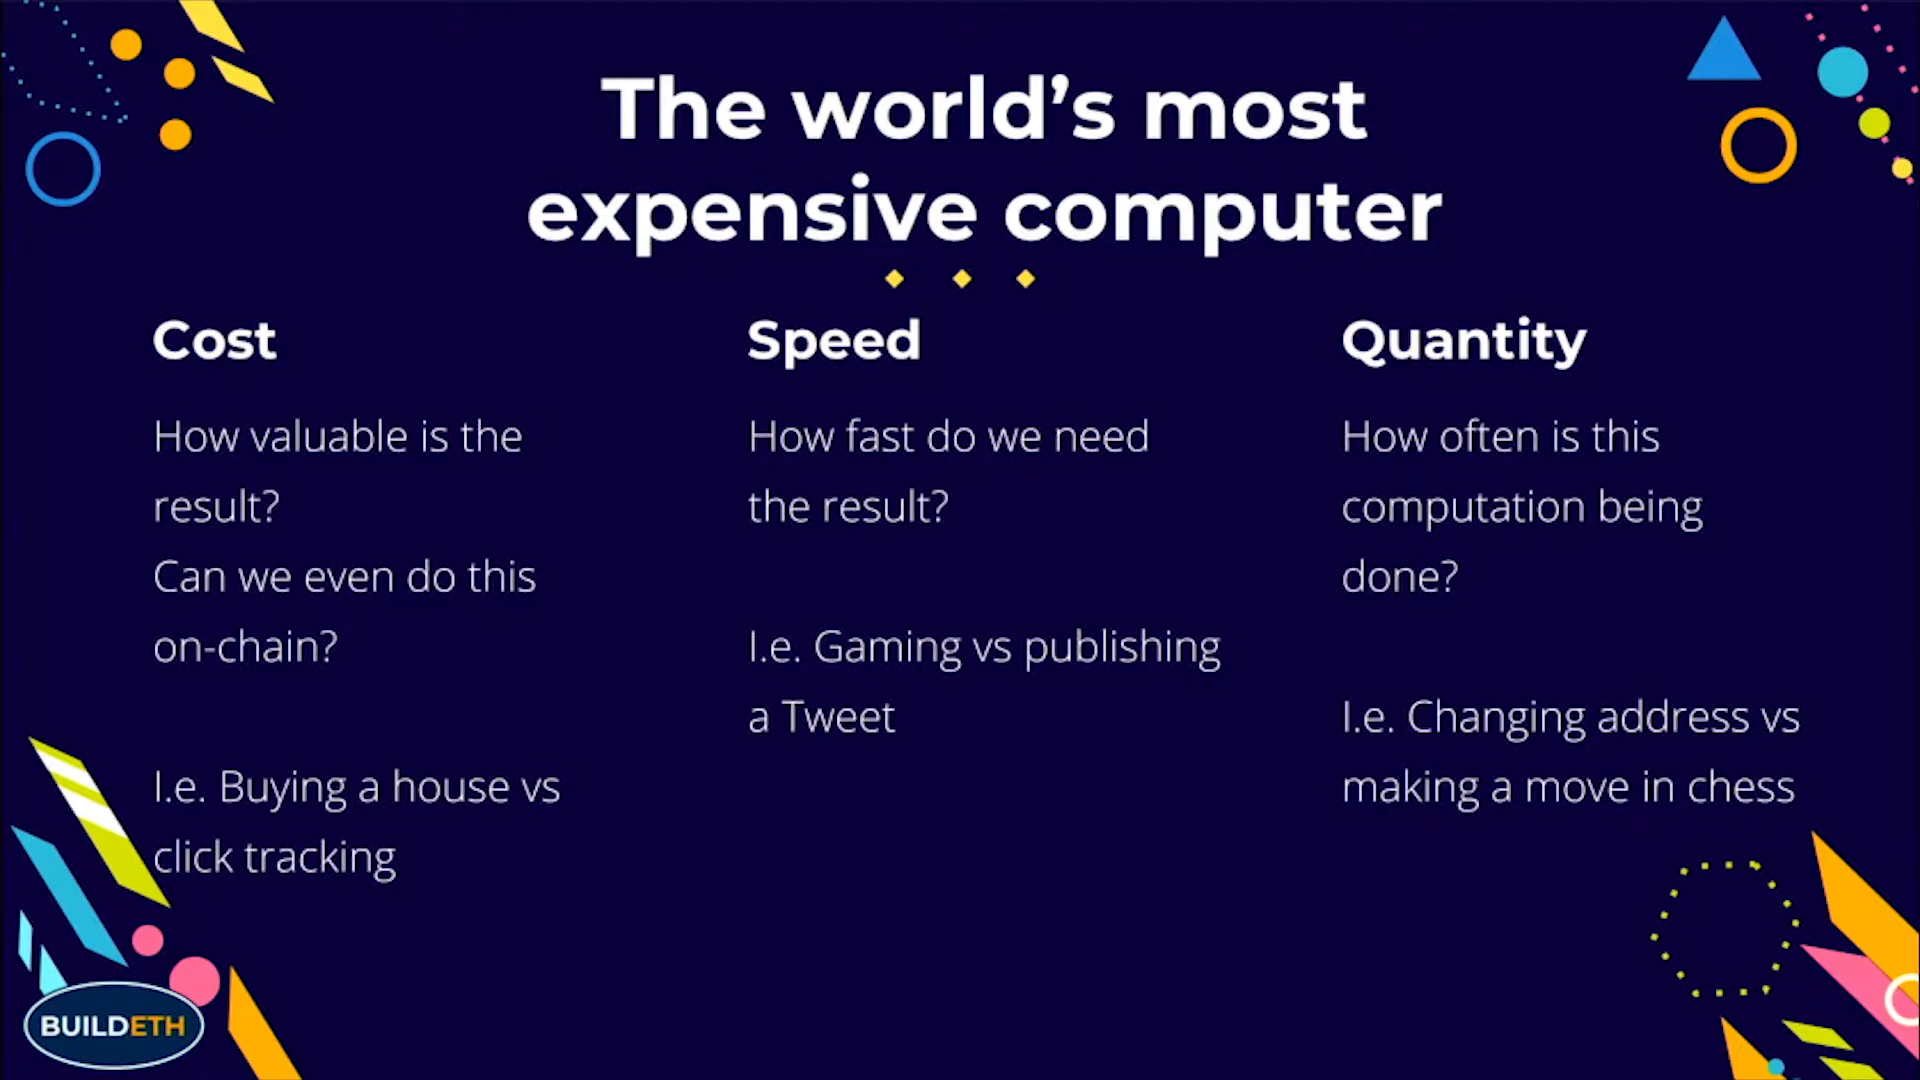 The world’s most
expensive computer
Cost
How valuable is the
result?
Can we even do this
on-chain?
I.e. Buying a house vs
click tracking
Speed
How fast do we need
the result?
I.e. Gaming vs publishing
a Tweet
Quantity
How often is this
computation being
done?
I.e. Changing address vs
making a move in chess
BUILDETH